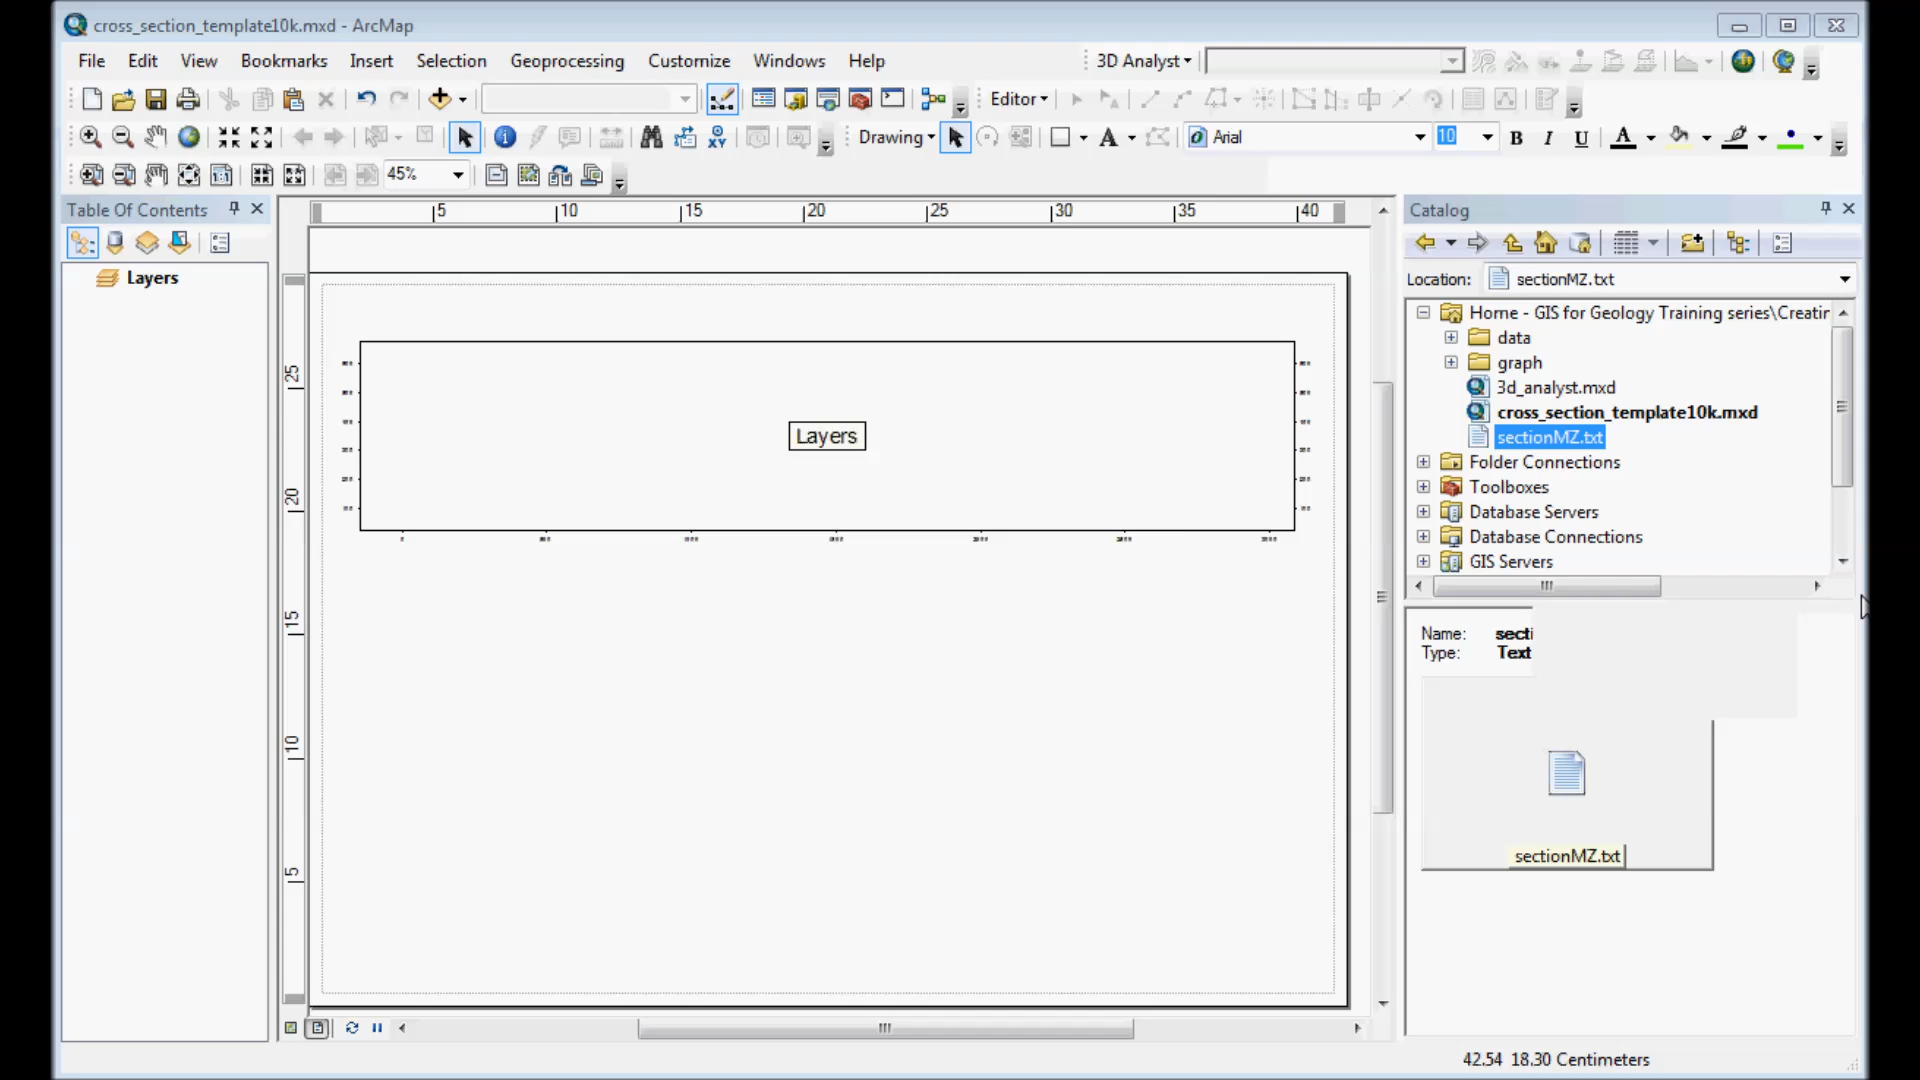 cross_section_template10k.mxd - ArcMap
File Edit View Bookmarks Insert Selection Geoprocessing Customize Windows Help
3D Analyst
Editor
Drawing
Arial
10
B I U A
45%
Table Of Contents
Layers
5 10 15 20 25 30 35 40
25
20
15
10
5
Layers
Catalog
Location: sectionMZ.txt
Home - GIS for Geology Training series\Creatin
data
graph
3d_analyst.mxd
cross_section_template10k.mxd
sectionMZ.txt
Folder Connections
Toolboxes
Database Servers
Database Connections
GIS Servers
Name: secti
Type: Text
sectionMZ.txt
42.54 18.30 Centimeters